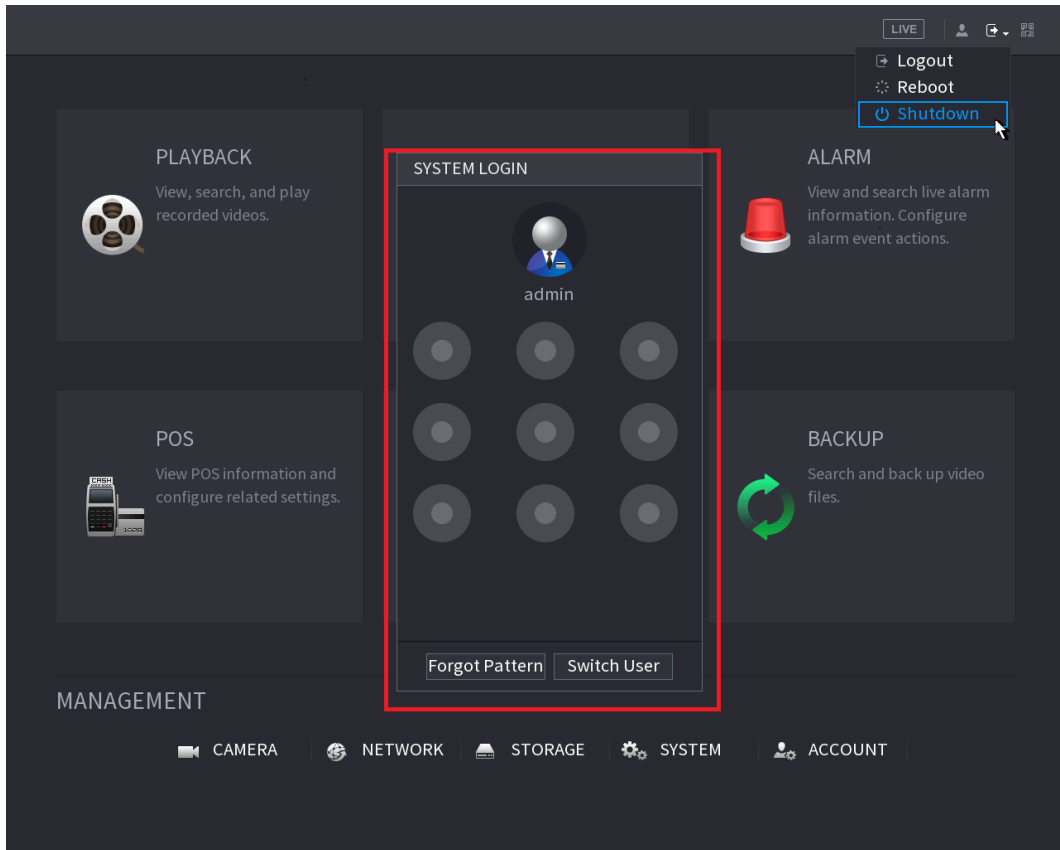 LIVE
Logout
Reboot
Shutdown
PLAYBACK
View, search, and play
recorded videos.
SYSTEM LOGIN
admin
Forgot Pattern
Switch User
ALARM
View and search live alarm
information. Configure
alarm event actions.
POS
View POS information and
configure related settings.
CASH
BACKUP
Search and back up video
files.
MANAGEMENT
CAMERA
NETWORK
STORAGE
SYSTEM
ACCOUNT